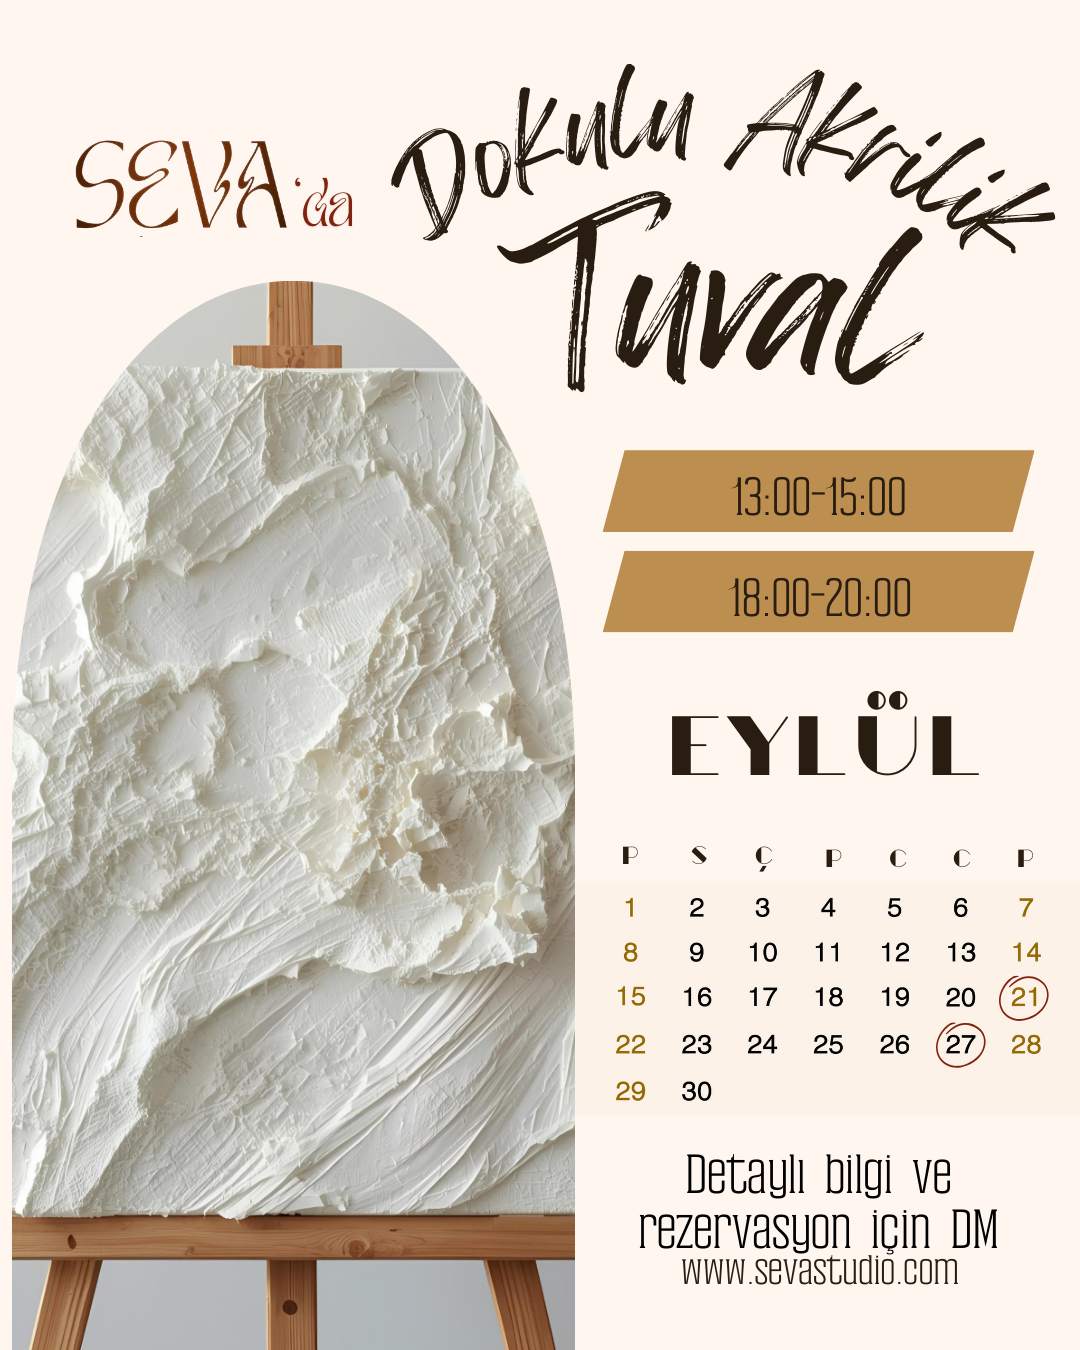 SEVA'da
Dokulu Akrilik
Tuval
13:00-15:00
18:00-20:00
EYLÜL
P S Ç P C C P
1 2 3 4 5 6 7
8 9 10 11 12 13 14
15 16 17 18 19 20 21
22 23 24 25 26 27 28
29 30
Detaylı bilgi ve
rezervasyon için DM
www.sevastudio.com